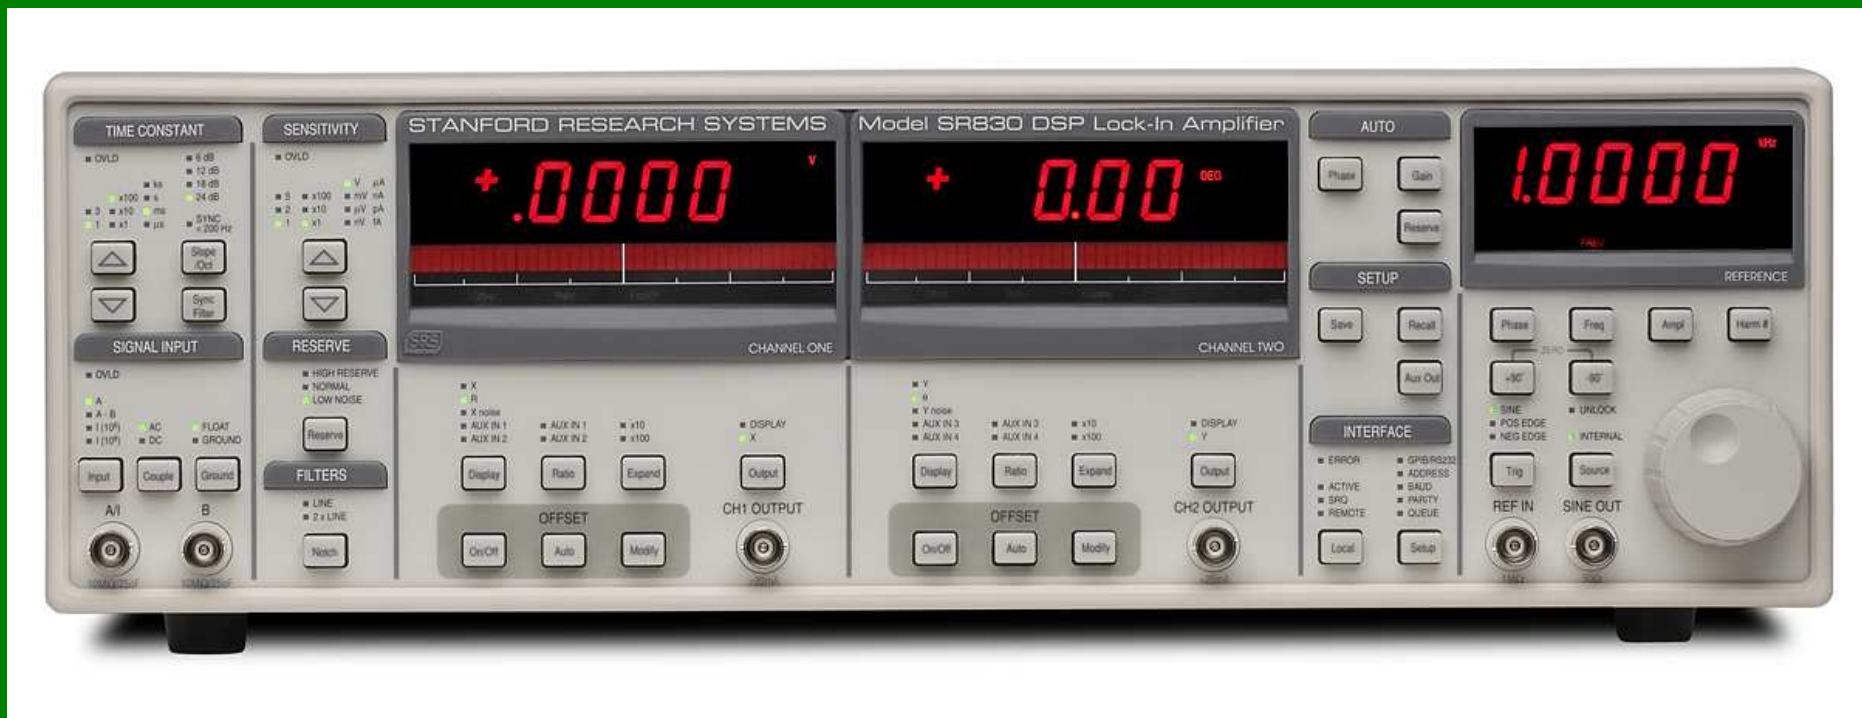 TIME CONSTANT
OVLD
6 dB
12 dB
ks 18 dB
x100 s 24 dB
3 x10 ms
1 x1 µs
SYNC
< 200 Hz
Slope
/Oct
Sync
Filter
SIGNAL INPUT
OVLD
A
A - B
I (10⁶) AC FLOAT
I (10⁸) DC GROUND
Input Couple Ground
A/I B
SENSITIVITY
OVLD
V µA
5 x100 mV nA
2 x10 µV pA
1 x1 nV fA
RESERVE
HIGH RESERVE
NORMAL
LOW NOISE
Reserve
FILTERS
LINE
2 x LINE
Notch
STANFORD RESEARCH SYSTEMS
+ .0000 V
SRS
CHANNEL ONE
X
R
X noise
AUX IN 1 AUX IN 1 x10 DISPLAY
AUX IN 2 AUX IN 2 x100 X
Display Ratio Expand Output
OFFSET CH1 OUTPUT
On/Off Auto Modify
Model SR830 DSP Lock-In Amplifier
+ 0.00 DEG
CHANNEL TWO
Y
θ
Y noise
AUX IN 3 AUX IN 3 x10 DISPLAY
AUX IN 4 AUX IN 4 x100 Y
Display Ratio Expand Output
OFFSET CH2 OUTPUT
On/Off Auto Modify
AUTO
Phase Gain
Reserve
SETUP
Save Recall
Aux Out
INTERFACE
ERROR GPIB/RS232
ADDRESS
ACTIVE BAUD
SRQ PARITY
REMOTE QUEUE
Local Setup
1.0000 kHz
FREQ
REFERENCE
Phase Freq Ampl Harm #
ZERO
+90° -90°
SINE UNLOCK
POS EDGE
NEG EDGE INTERNAL
Trig Source
REF IN SINE OUT